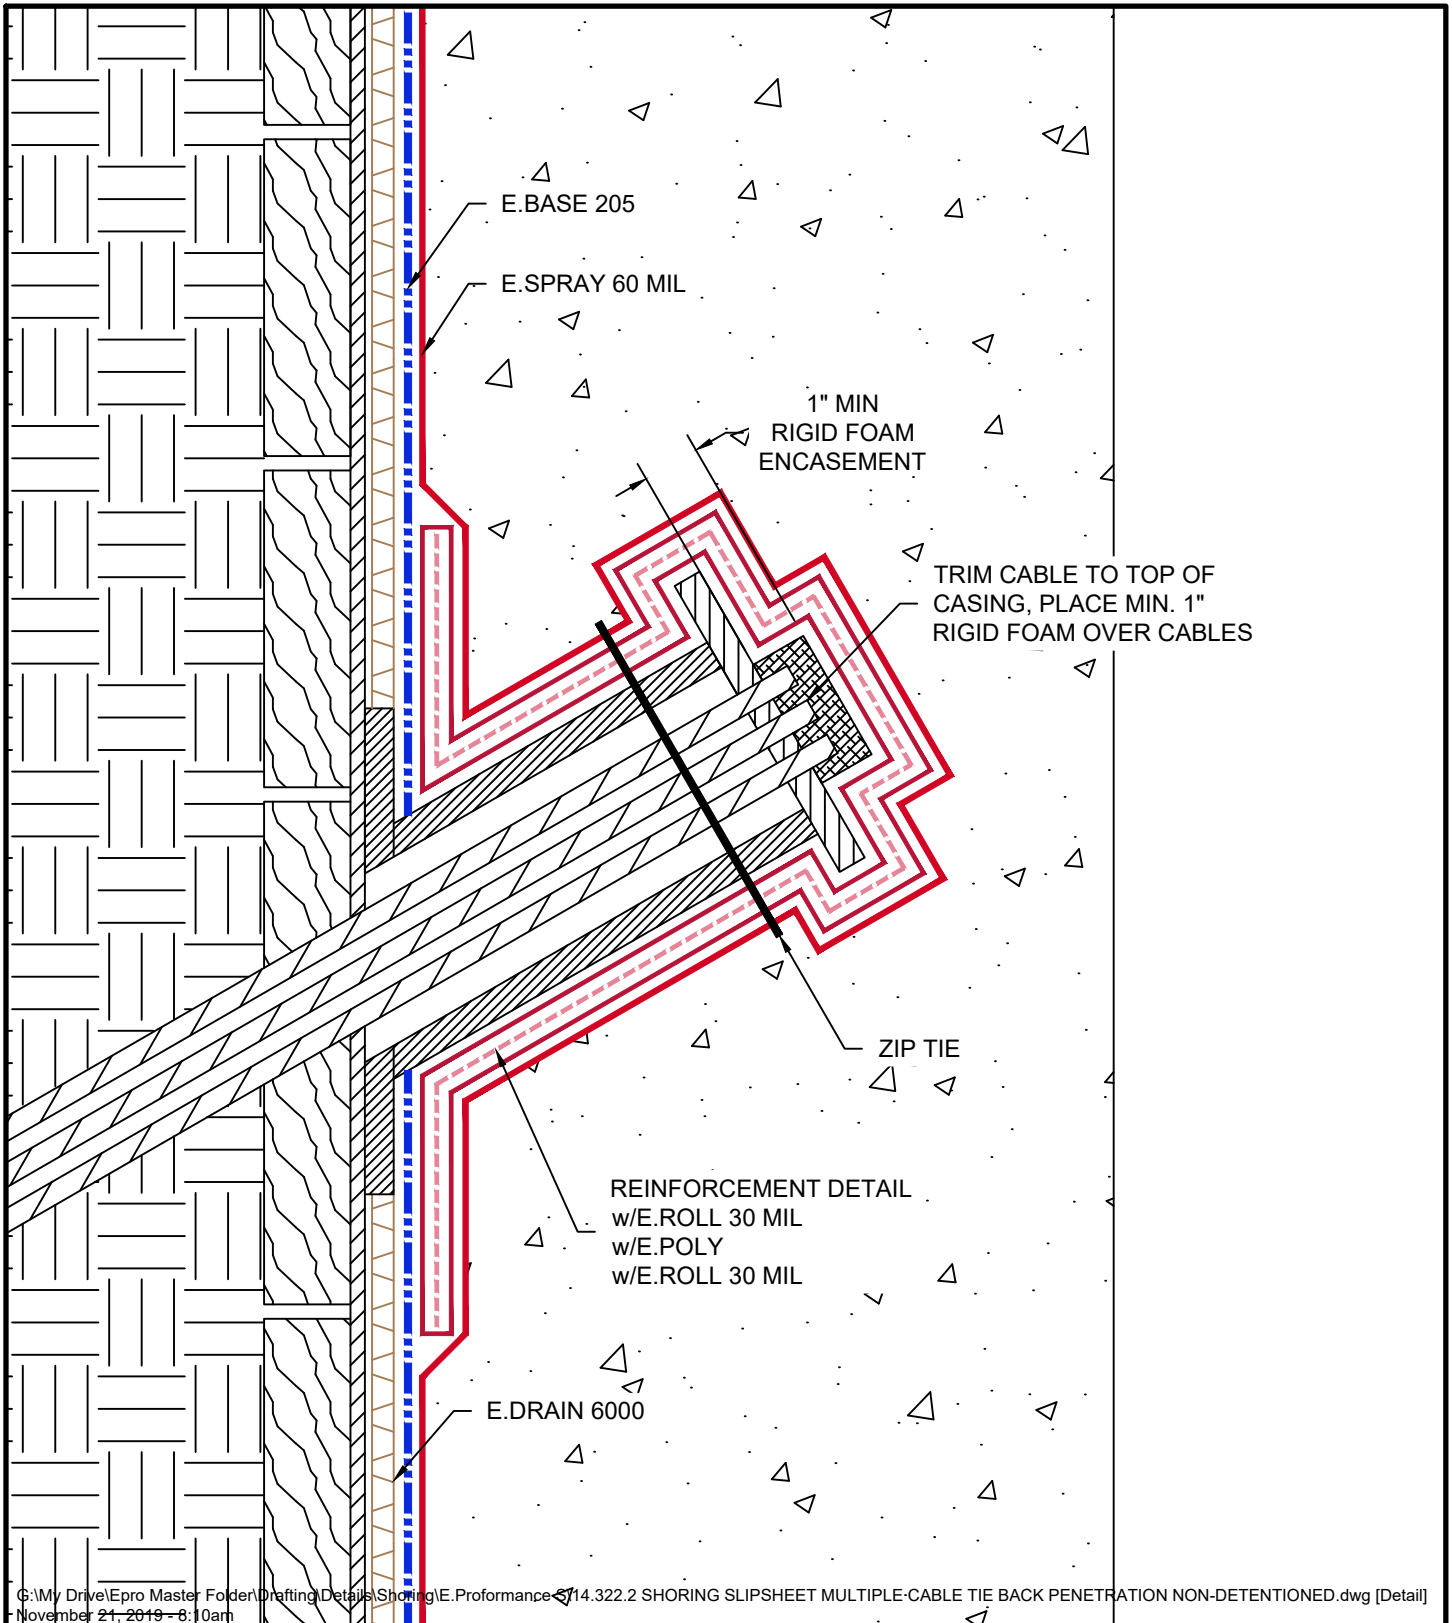 E.BASE 205
E.SPRAY 60 MIL
1" MIN
RIGID FOAM
ENCASEMENT
TRIM CABLE TO TOP OF
CASING, PLACE MIN. 1"
RIGID FOAM OVER CABLES
ZIP TIE
REINFORCEMENT DETAIL
w/E.ROLL 30 MIL
w/E.POLY
w/E.ROLL 30 MIL
E.DRAIN 6000
G:\My Drive\Epro Master Folder\Drafting\Details\Shoring\E.Proformance S\14.322.2 SHORING SLIPSHEET MULTIPLE-CABLE TIE BACK PENETRATION NON-DETENTIONED.dwg [Detail]
November 21, 2019 - 8:10am